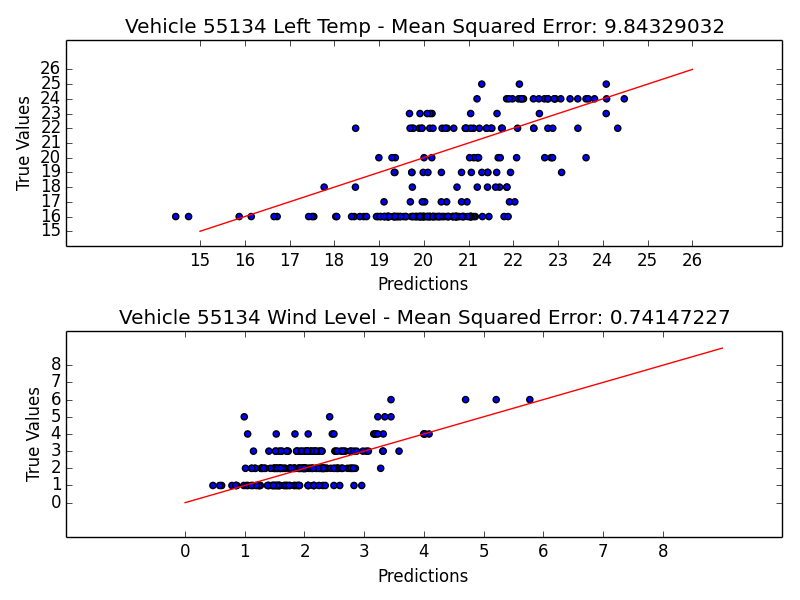 Vehicle 55134 Left Temp - Mean Squared Error: 9.84329032
True Values
26
25
24
23
22
21
20
19
18
17
16
15
15 16 17 18 19 20 21 22 23 24 25 26
Predictions
Vehicle 55134 Wind Level - Mean Squared Error: 0.74147227
True Values
8
7
6
5
4
3
2
1
0
0 1 2 3 4 5 6 7 8
Predictions